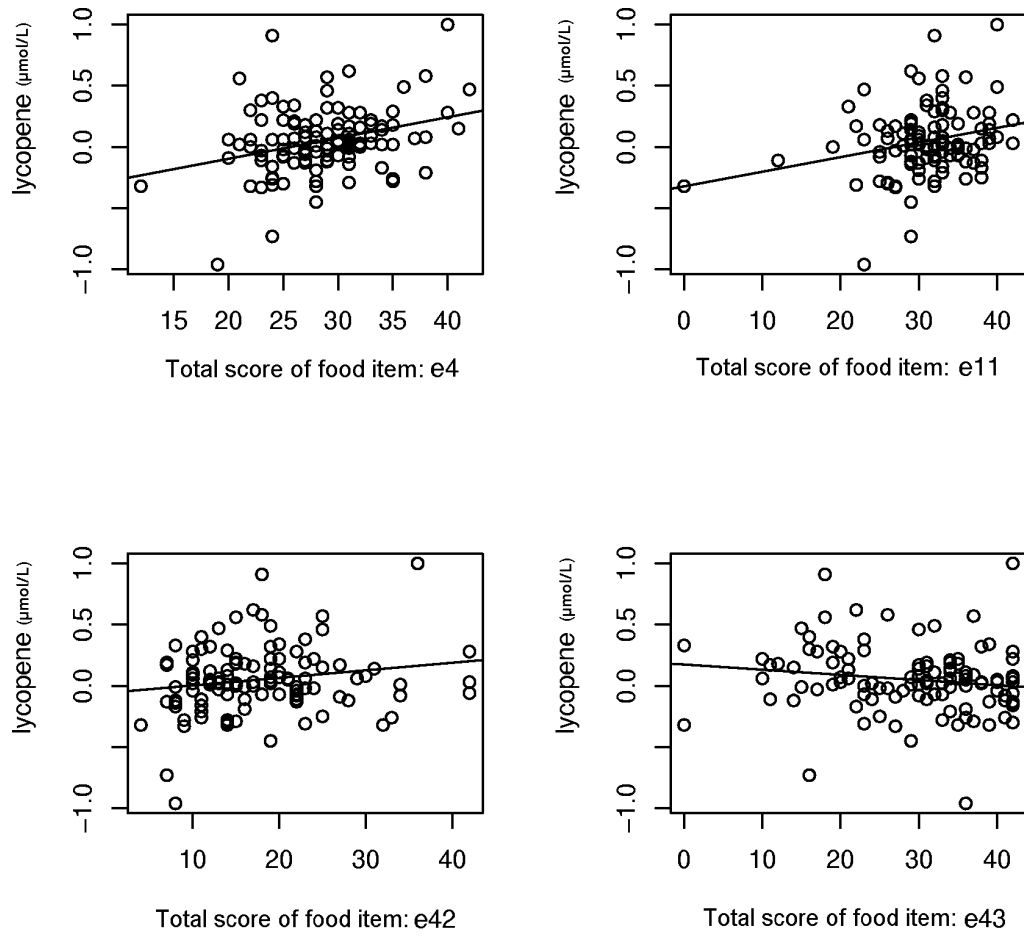 lycopene (µmol/L)
1.0
0.5
0.0
−1.0
15 20 25 30 35 40
Total score of food item: e4
lycopene (µmol/L)
1.0
0.5
0.0
−1.0
0 10 20 30 40
Total score of food item: e11
lycopene (µmol/L)
1.0
0.5
0.0
−1.0
10 20 30 40
Total score of food item: e42
lycopene (µmol/L)
1.0
0.5
0.0
−1.0
0 10 20 30 40
Total score of food item: e43